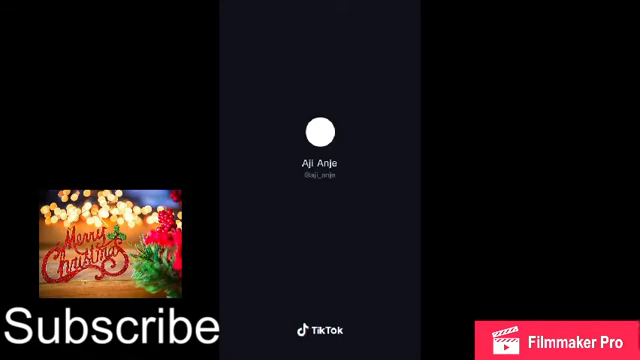 Aji Anje
@aji_anje
Merry
Christmas
Subscribe
TikTok
Filmmaker Pro